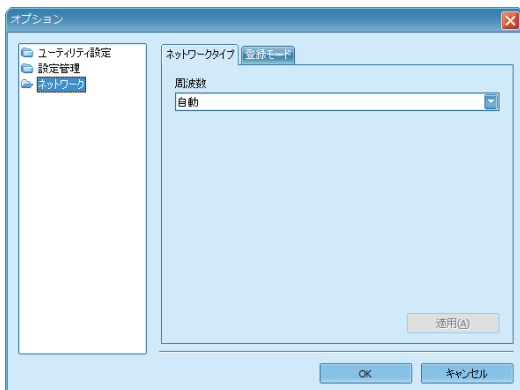 オプション
ユーティリティ設定
設定管理
ネットワーク
ネットワークタイプ
登録モード
周波数
自動
適用(A)
OK
キャンセル